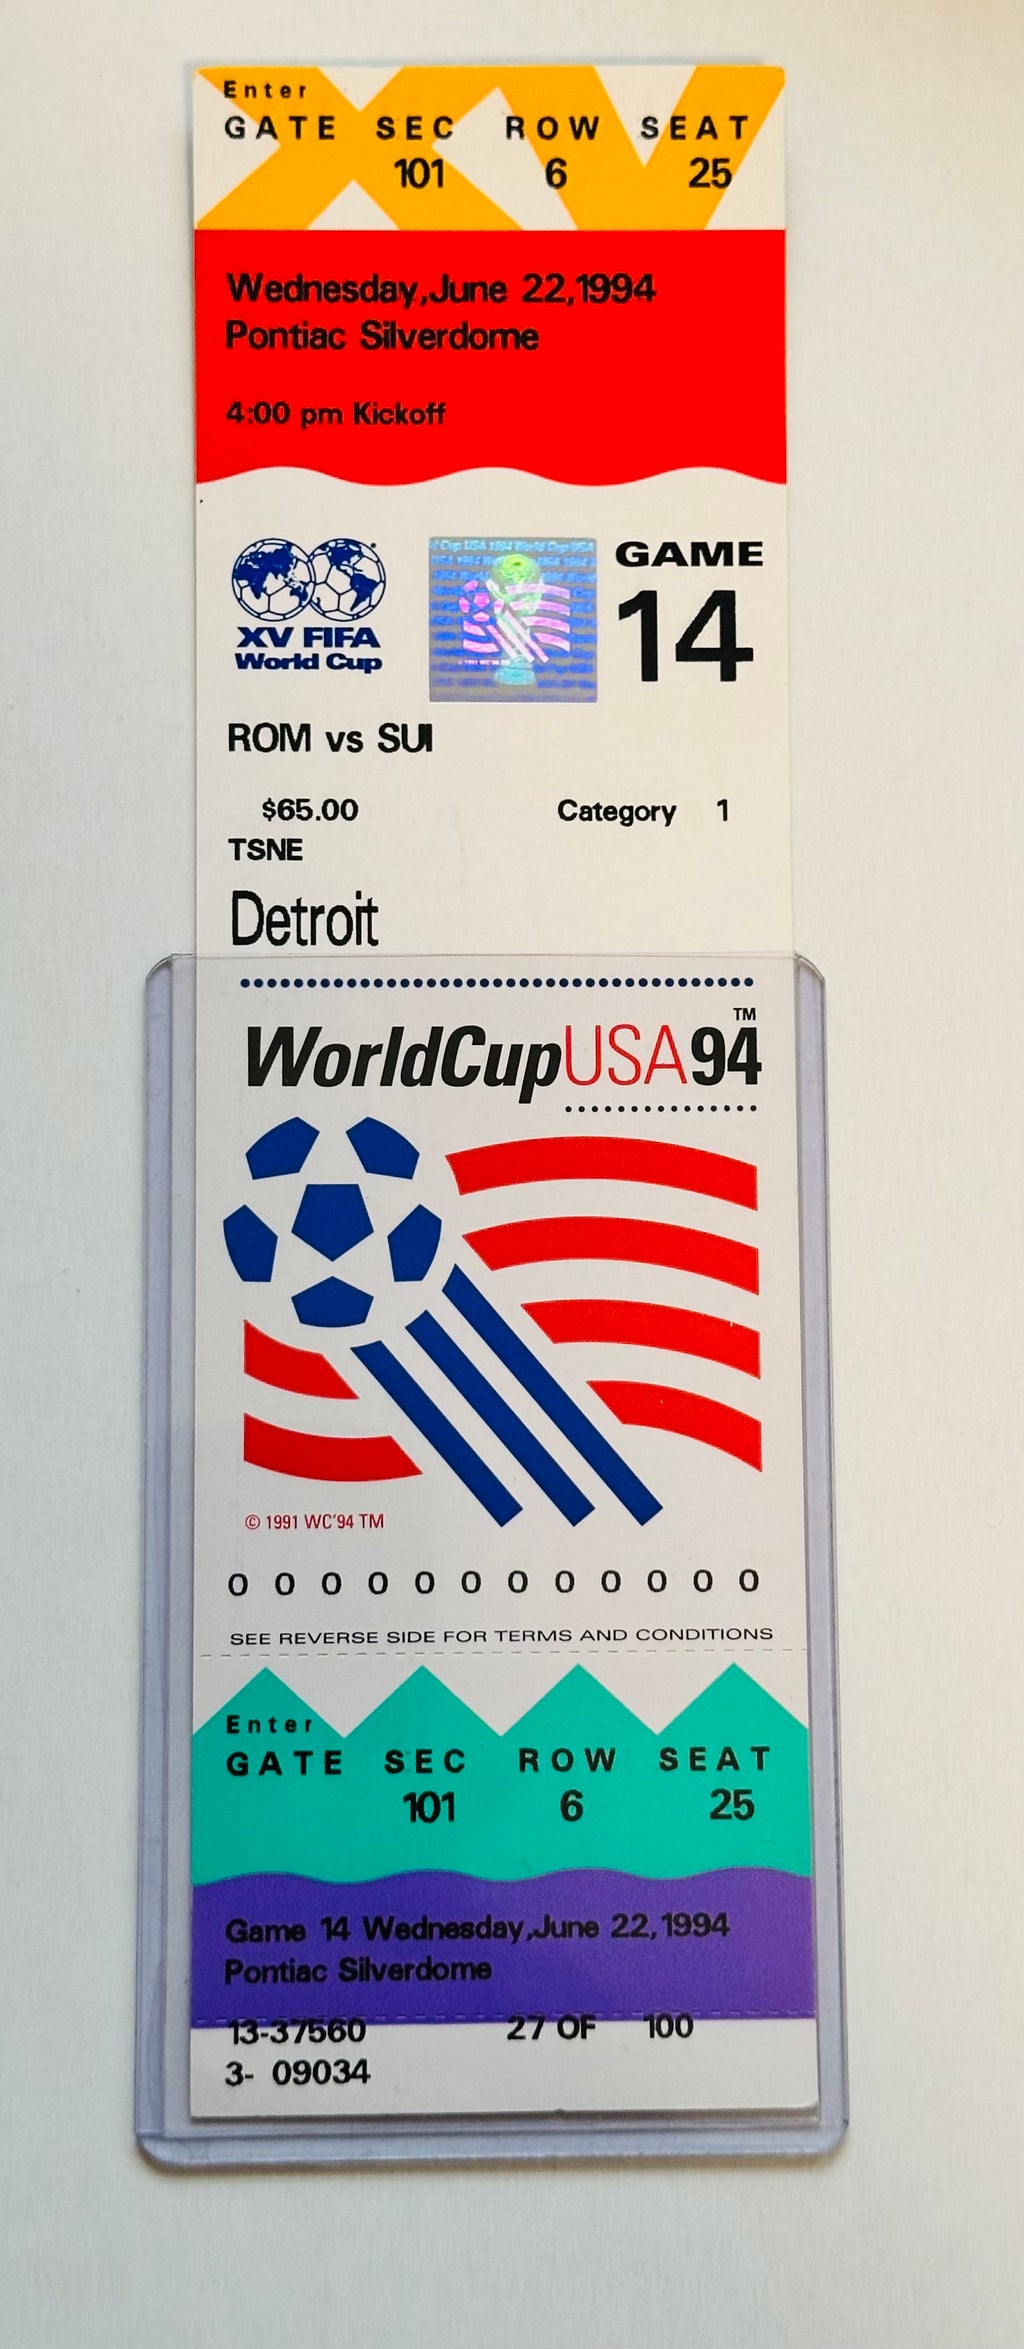 Enter
GATE SEC ROW SEAT
101 6 25
Wednesday,June 22,1994
Pontiac Silverdome
4:00 pm Kickoff
XV FIFA
World Cup
GAME
14
ROM vs SUI
$65.00 Category 1
TSNE
Detroit
WorldCupUSA94 TM
© 1991 WC'94 TM
0 0 0 0 0 0 0 0 0 0 0 0
SEE REVERSE SIDE FOR TERMS AND CONDITIONS
Enter
GATE SEC ROW SEAT
101 6 25
Game 14 Wednesday,June 22,1994
Pontiac Silverdome
13-37560 27 OF 100
3- 09034